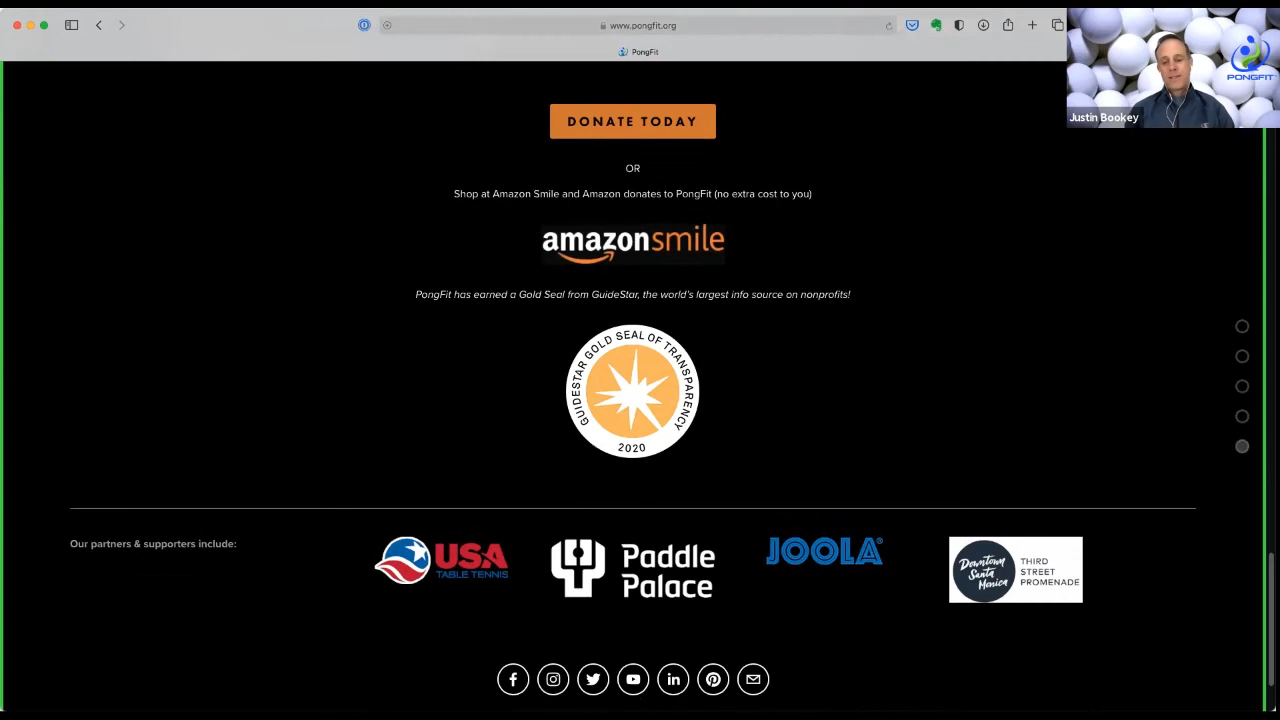 www.pongfit.org
PongFit
PONGFIT
Justin Bookey
DONATE TODAY
OR
Shop at Amazon Smile and Amazon donates to PongFit (no extra cost to you)
amazonsmile
PongFit has earned a Gold Seal from GuideStar, the world's largest info source on nonprofits!
GUIDESTAR GOLD SEAL OF TRANSPARENCY
2020
Our partners & supporters include:
USA
TABLE TENNIS
Paddle
Palace
JOOLA®
Downtown
Santa
Monica
THIRD
STREET
PROMENADE